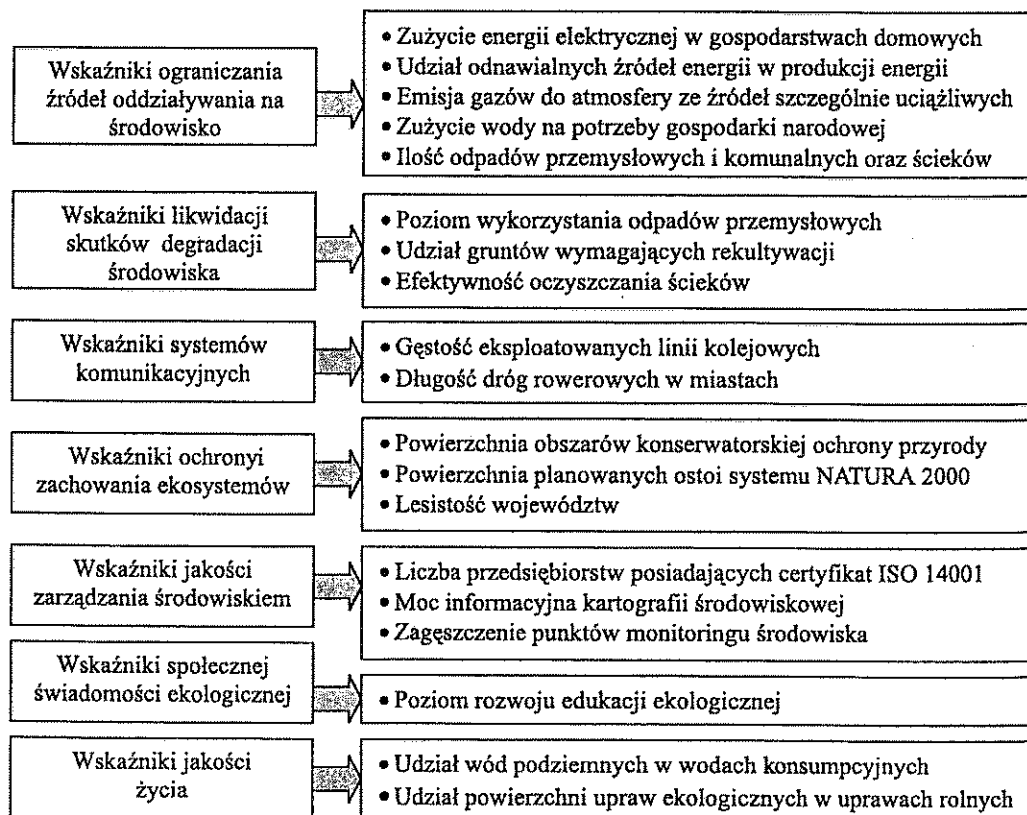 Wskaźniki ograniczania
źródeł oddziaływania na
środowisko
• Zużycie energii elektrycznej w gospodarstwach domowych
• Udział odnawialnych źródeł energii w produkcji energii
• Emisja gazów do atmosfery ze źródeł szczególnie uciążliwych
• Zużycie wody na potrzeby gospodarki narodowej
• Ilość odpadów przemysłowych i komunalnych oraz ścieków
Wskaźniki likwidacji
skutków degradacji
środowiska
• Poziom wykorzystania odpadów przemysłowych
• Udział gruntów wymagających rekultywacji
• Efektywność oczyszczania ścieków
Wskaźniki systemów
komunikacyjnych
• Gęstość eksploatowanych linii kolejowych
• Długość dróg rowerowych w miastach
Wskaźniki ochronyi
zachowania ekosystemów
• Powierzchnia obszarów konserwatorskiej ochrony przyrody
• Powierzchnia planowanych ostoi systemu NATURA 2000
• Lesistość województw
Wskaźniki jakości
zarządzania środowiskiem
• Liczba przedsiębiorstw posiadających certyfikat ISO 14001
• Moc informacyjna kartografii środowiskowej
• Zagęszczenie punktów monitoringu środowiska
Wskaźniki społecznej
świadomości ekologicznej
• Poziom rozwoju edukacji ekologicznej
Wskaźniki jakości
życia
• Udział wód podziemnych w wodach konsumpcyjnych
• Udział powierzchni upraw ekologicznych w uprawach rolnych